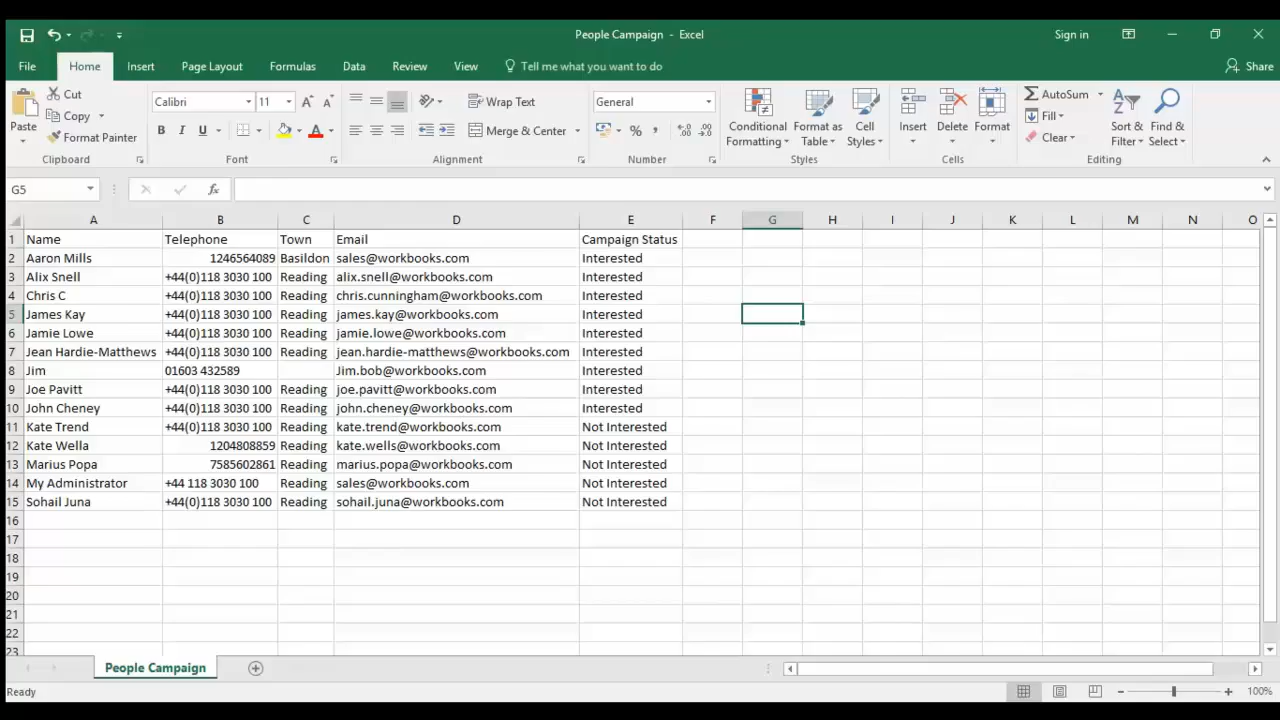 People Campaign - Excel
Sign in
File Home Insert Page Layout Formulas Data Review View Tell me what you want to do Share
Paste
Cut
Copy
Format Painter
Clipboard
Calibri 11
B I U A
Font
Wrap Text
Merge & Center
Alignment
General
%
Number
Conditional Formatting
Format as Table
Cell Styles
Styles
Insert
Delete
Format
Cells
AutoSum
Fill
Clear
Sort & Filter
Find & Select
Editing
G5 fx
A B C D E F G H I J K L M N O
1 Name Telephone Town Email Campaign Status
2 Aaron Mills 1246564089 Basildon sales@workbooks.com Interested
3 Alix Snell +44(0)118 3030 100 Reading alix.snell@workbooks.com Interested
4 Chris C +44(0)118 3030 100 Reading chris.cunningham@workbooks.com Interested
5 James Kay +44(0)118 3030 100 Reading james.kay@workbooks.com Interested
6 Jamie Lowe +44(0)118 3030 100 Reading jamie.lowe@workbooks.com Interested
7 Jean Hardie-Matthews +44(0)118 3030 100 Reading jean.hardie-matthews@workbooks.com Interested
8 Jim 01603 432589 Jim.bob@workbooks.com Interested
9 Joe Pavitt +44(0)118 3030 100 Reading joe.pavitt@workbooks.com Interested
10 John Cheney +44(0)118 3030 100 Reading john.cheney@workbooks.com Interested
11 Kate Trend +44(0)118 3030 100 Reading kate.trend@workbooks.com Not Interested
12 Kate Wella 1204808859 Reading kate.wells@workbooks.com Not Interested
13 Marius Popa 7585602861 Reading marius.popa@workbooks.com Not Interested
14 My Administrator +44 118 3030 100 Reading sales@workbooks.com Not Interested
15 Sohail Juna +44(0)118 3030 100 Reading sohail.juna@workbooks.com Not Interested
16
17
18
19
20
21
22
23
People Campaign
Ready
100%